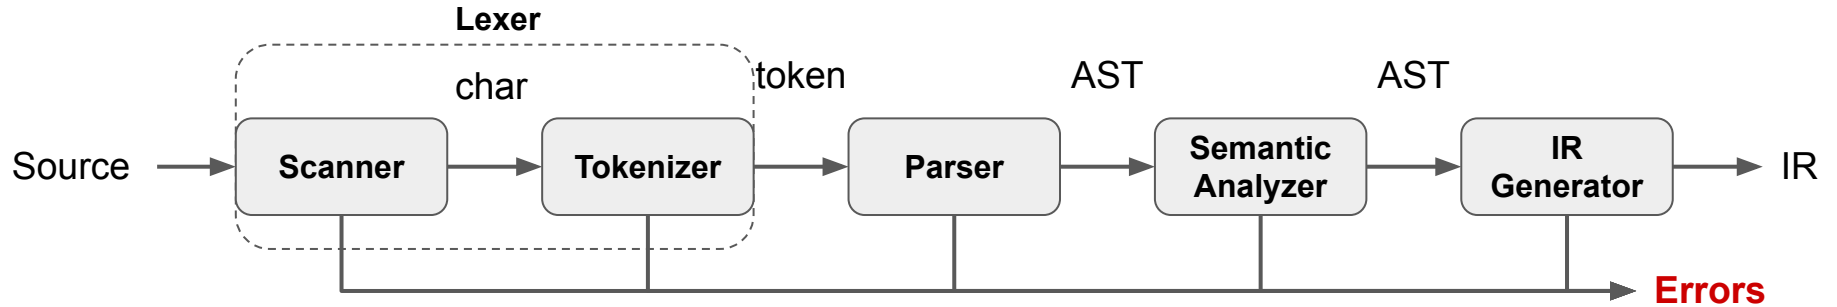 Lexer
char
token
AST
AST
Source
Scanner
Tokenizer
Parser
Semantic
Analyzer
IR
Generator
IR
Errors